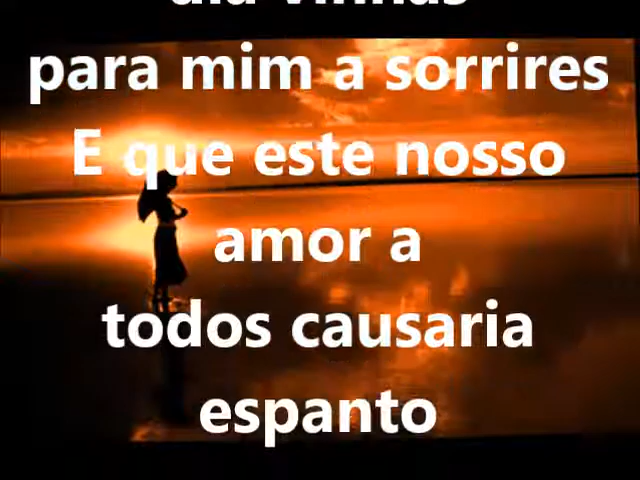 para mim a sorrires
E que este nosso
amor a
todos causaria
espanto